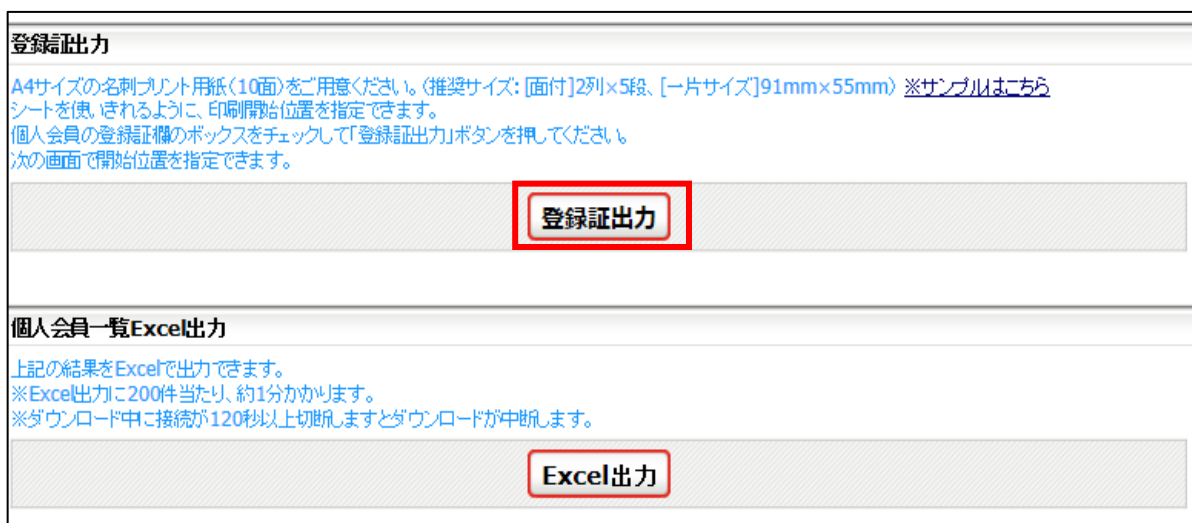 登録証出力
A4サイズの名刺プリント用紙(10面)をご用意ください。(推奨サイズ:[面付]2列×5段、[一片サイズ]91mm×55mm) ※サンプルはこちら
シートを使いきれるように、印刷開始位置を指定できます。
個人会員の登録証欄のボックスをチェックして「登録証出力」ボタンを押してください。
次の画面で開始位置を指定できます。
登録証出力
個人会員一覧Excel出力
上記の結果をExcelで出力できます。
※Excel出力に200件当たり、約1分かかります。
※ダウンロード中に接続が120秒以上切断しますとダウンロードが中断します。
Excel出力